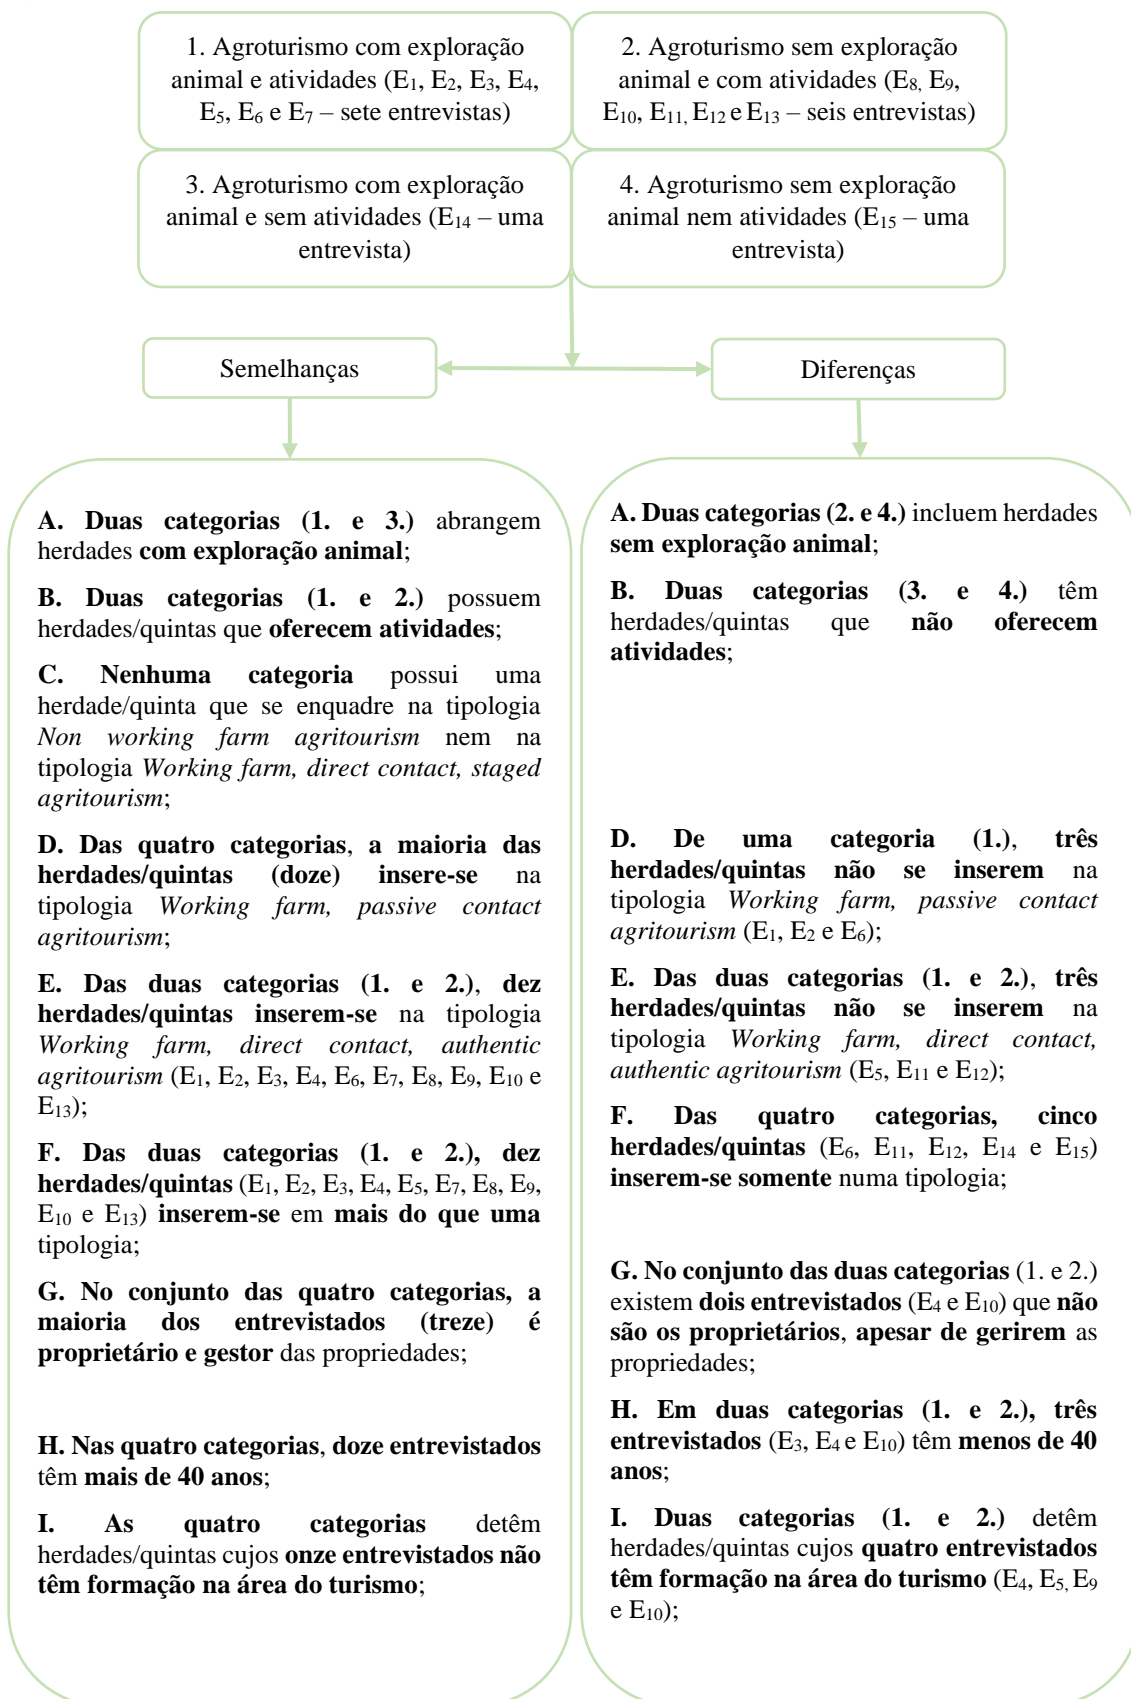 1. Agroturismo com exploração
animal e atividades (E₁, E₂, E₃, E₄,
E₅, E₆ e E₇ – sete entrevistas)
2. Agroturismo sem exploração
animal e com atividades (E₈, E₉,
E₁₀, E₁₁, E₁₂ e E₁₃ – seis entrevistas)
3. Agroturismo com exploração
animal e sem atividades (E₁₄ – uma
entrevista)
4. Agroturismo sem exploração
animal nem atividades (E₁₅ – uma
entrevista)
Semelhanças
Diferenças
A. Duas categorias (1. e 3.) abrangem
herdades com exploração animal;
B. Duas categorias (1. e 2.) possuem
herdades/quintas que oferecem atividades;
C. Nenhuma categoria possui uma
herdade/quinta que se enquadre na tipologia
Non working farm agritourism nem na
tipologia Working farm, direct contact, staged
agritourism;
D. Das quatro categorias, a maioria das
herdades/quintas (doze) insere-se na
tipologia Working farm, passive contact
agritourism;
E. Das duas categorias (1. e 2.), dez
herdades/quintas inserem-se na tipologia
Working farm, direct contact, authentic
agritourism (E₁, E₂, E₃, E₄, E₆, E₇, E₈, E₉, E₁₀ e
E₁₃);
F. Das duas categorias (1. e 2.), dez
herdades/quintas (E₁, E₂, E₃, E₄, E₅, E₇, E₈, E₉,
E₁₀ e E₁₃) inserem-se em mais do que uma
tipologia;
G. No conjunto das quatro categorias, a
maioria dos entrevistados (treze) é
proprietário e gestor das propriedades;
H. Nas quatro categorias, doze entrevistados
têm mais de 40 anos;
I. As quatro categorias detêm
herdades/quintas cujos onze entrevistados não
têm formação na área do turismo;
A. Duas categorias (2. e 4.) incluem herdades
sem exploração animal;
B. Duas categorias (3. e 4.) têm
herdades/quintas que não oferecem
atividades;
D. De uma categoria (1.), três
herdades/quintas não se inserem na
tipologia Working farm, passive contact
agritourism (E₁, E₂ e E₆);
E. Das duas categorias (1. e 2.), três
herdades/quintas não se inserem na
tipologia Working farm, direct contact,
authentic agritourism (E₅, E₁₁ e E₁₂);
F. Das quatro categorias, cinco
herdades/quintas (E₆, E₁₁, E₁₂, E₁₄ e E₁₅)
inserem-se somente numa tipologia;
G. No conjunto das duas categorias (1. e 2.)
existem dois entrevistados (E₄ e E₁₀) que não
são os proprietários, apesar de gerirem as
propriedades;
H. Em duas categorias (1. e 2.), três
entrevistados (E₃, E₄ e E₁₀) têm menos de 40
anos;
I. Duas categorias (1. e 2.) detêm
herdades/quintas cujos quatro entrevistados
têm formação na área do turismo (E₄, E₅, E₉
e E₁₀);